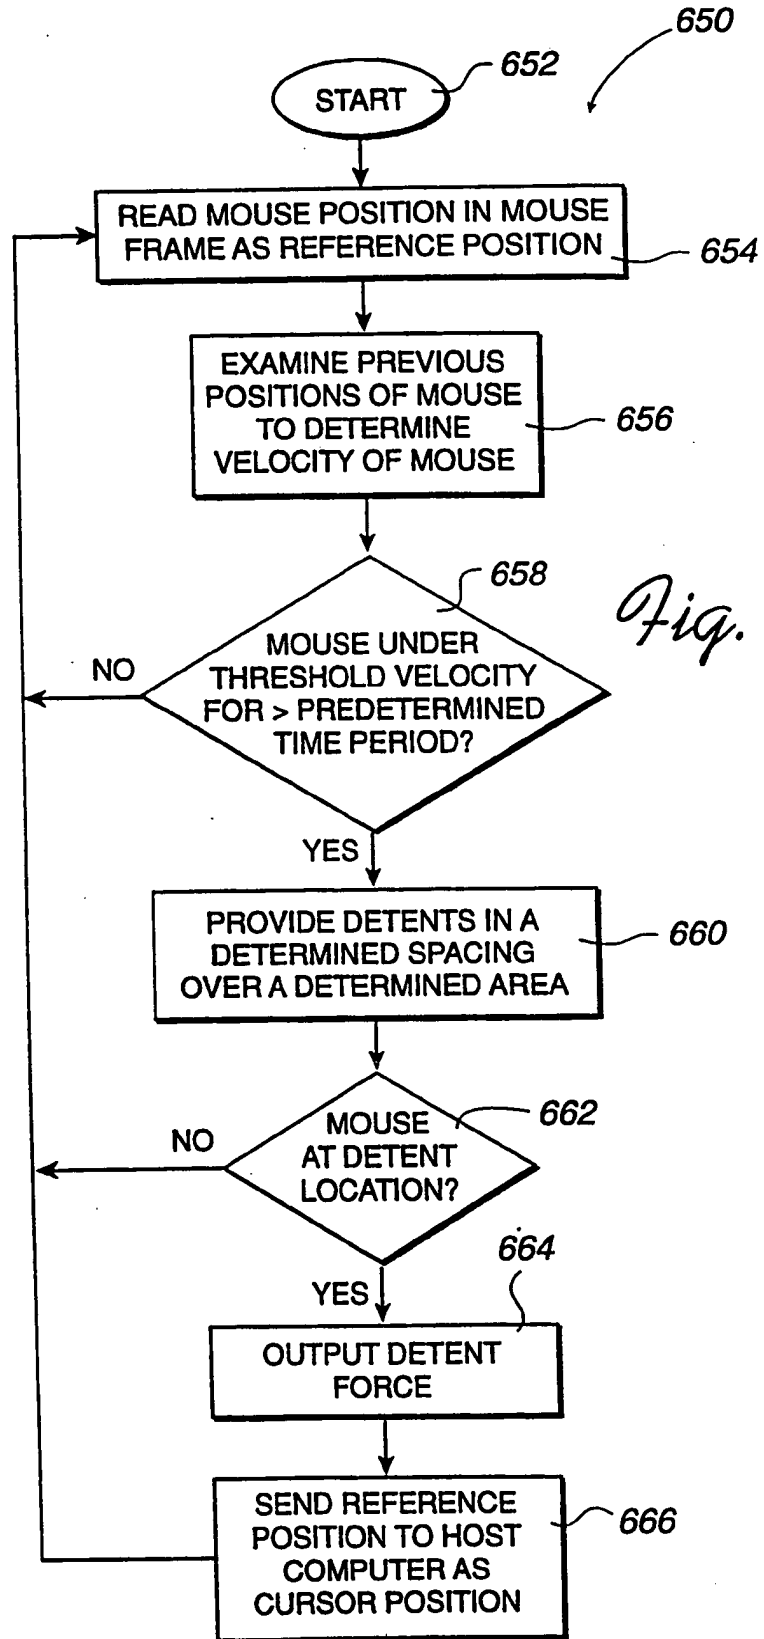 650
652
START
READ MOUSE POSITION IN MOUSE
FRAME AS REFERENCE POSITION
654
EXAMINE PREVIOUS
POSITIONS OF MOUSE
TO DETERMINE
VELOCITY OF MOUSE
656
658
Fig.
MOUSE UNDER
THRESHOLD VELOCITY
FOR > PREDETERMINED
TIME PERIOD?
NO
YES
PROVIDE DETENTS IN A
DETERMINED SPACING
OVER A DETERMINED AREA
660
662
MOUSE
AT DETENT
LOCATION?
NO
664
YES
OUTPUT DETENT
FORCE
SEND REFERENCE
POSITION TO HOST
COMPUTER AS
CURSOR POSITION
666